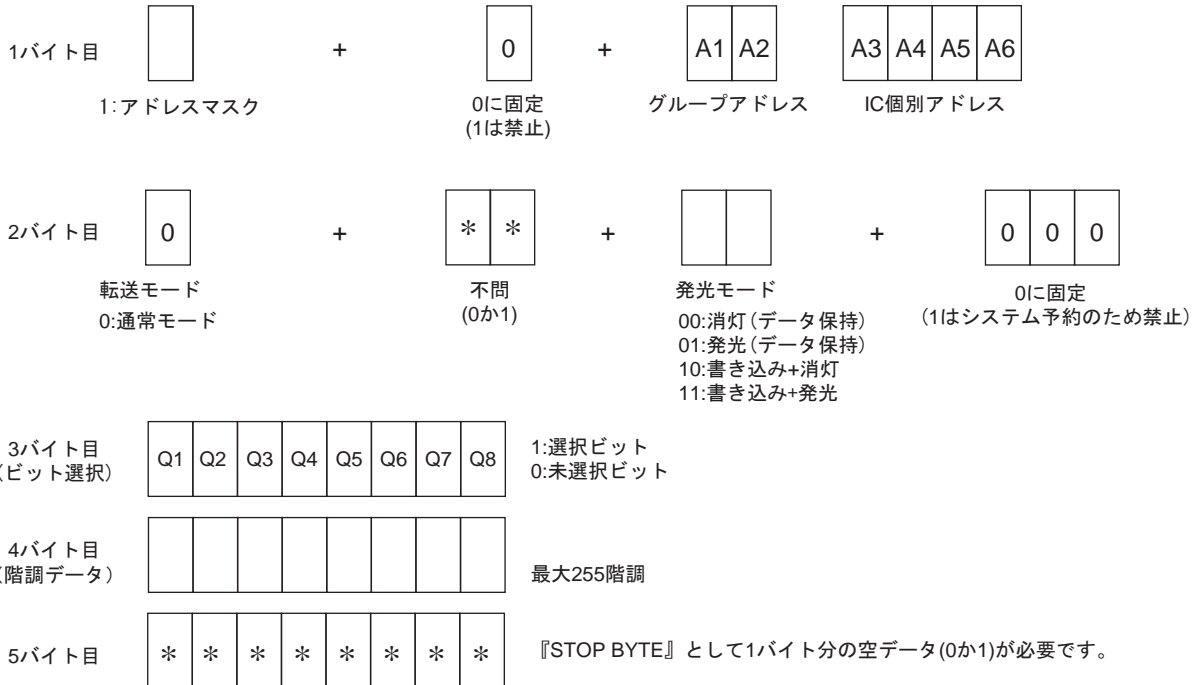 1バイト目 + 0 + A1 A2 A3 A4 A5 A6
1:アドレスマスク 0に固定 グループアドレス IC個別アドレス
(1は禁止)
2バイト目 0 + * * + + 0 0 0
転送モード 不問 発光モード 0に固定
0:通常モード (0か1) 00:消灯(データ保持) (1はシステム予約のため禁止)
01:発光(データ保持)
10:書き込み+消灯
11:書き込み+発光
3バイト目 Q1 Q2 Q3 Q4 Q5 Q6 Q7 Q8 1:選択ビット
(ビット選択) 0:未選択ビット
4バイト目
(階調データ) 最大255階調
5バイト目 * * * * * * * * 『STOP BYTE』として1バイト分の空データ(0か1)が必要です。